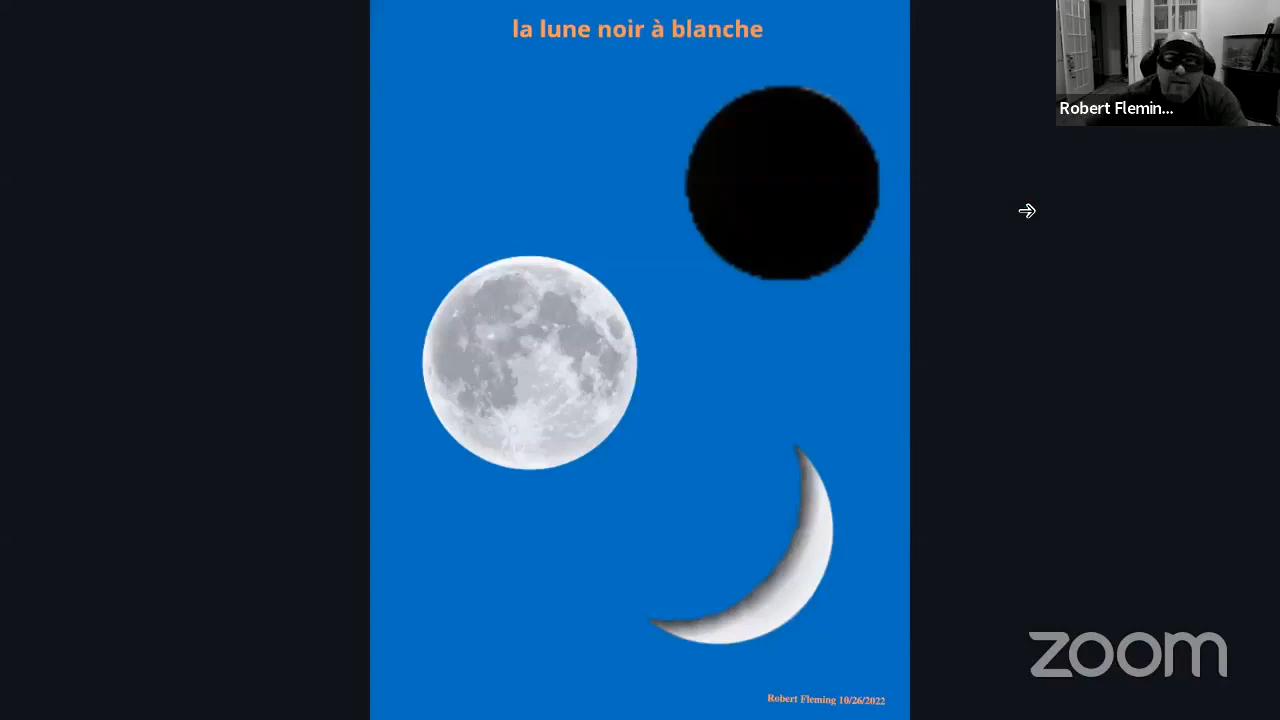 la lune noir à blanche
Robert Flemin...
zoom
Robert Fleming 10/26/2022